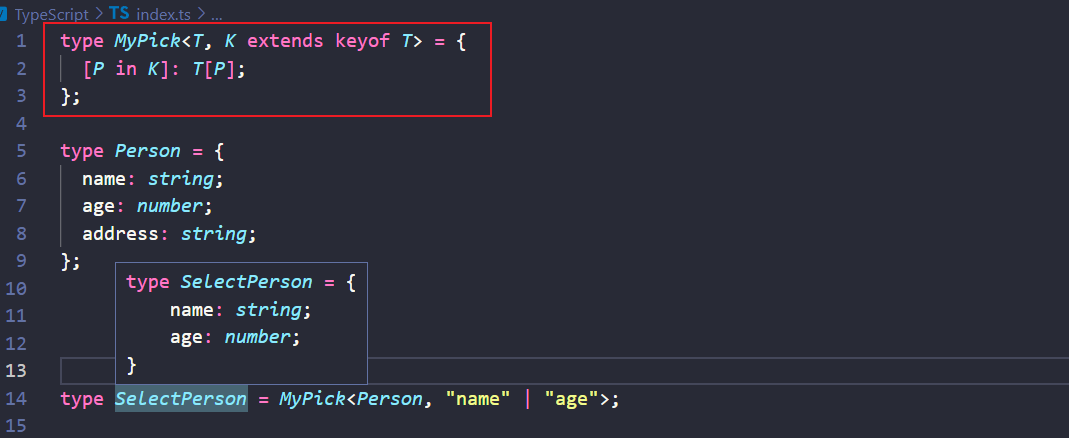 TypeScript > TS index.ts > ...
1 type MyPick<T, K extends keyof T> = {
2 [P in K]: T[P];
3 };
4
5 type Person = {
6 name: string;
7 age: number;
8 address: string;
9 };
10
type SelectPerson = {
11
name: string;
12
age: number;
13
}
14 type SelectPerson = MyPick<Person, "name" | "age">;
15